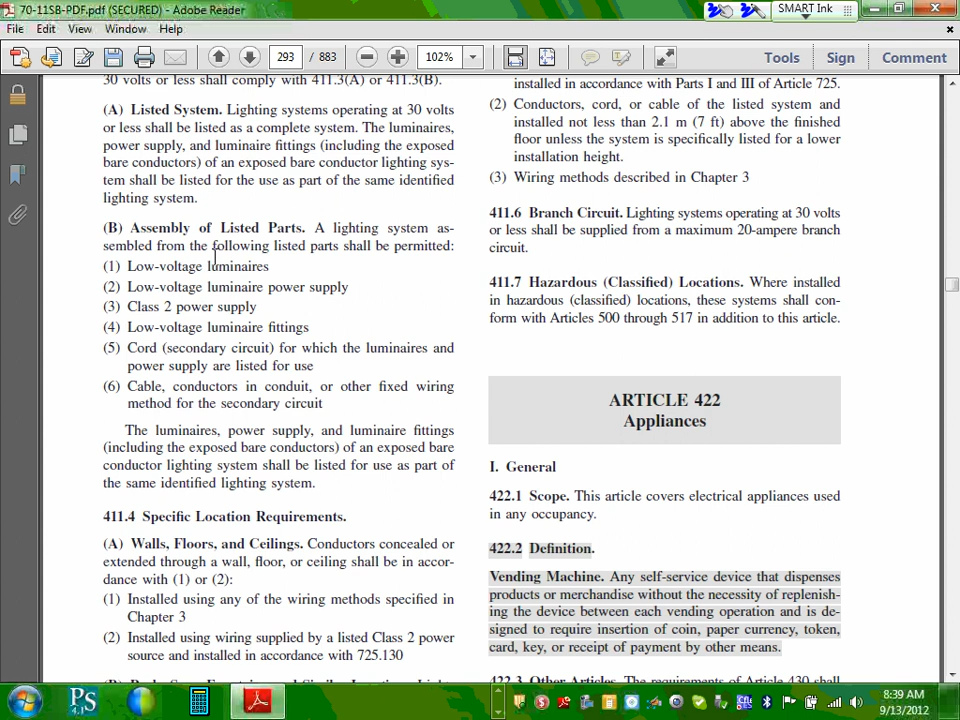 70-11SB-PDF.pdf (SECURED) - Adobe Reader
SMART Ink
File Edit View Window Help
293 / 883
102%
Tools Sign Comment
30 volts or less shall comply with 411.3(A) or 411.3(B).
(A) Listed System. Lighting systems operating at 30 volts
or less shall be listed as a complete system. The luminaires,
power supply, and luminaire fittings (including the exposed
bare conductors) of an exposed bare conductor lighting sys-
tem shall be listed for the use as part of the same identified
lighting system.
(B) Assembly of Listed Parts. A lighting system as-
sembled from the following listed parts shall be permitted:
(1) Low-voltage luminaires
(2) Low-voltage luminaire power supply
(3) Class 2 power supply
(4) Low-voltage luminaire fittings
(5) Cord (secondary circuit) for which the luminaires and
power supply are listed for use
(6) Cable, conductors in conduit, or other fixed wiring
method for the secondary circuit
The luminaires, power supply, and luminaire fittings
(including the exposed bare conductors) of an exposed bare
conductor lighting system shall be listed for use as part of
the same identified lighting system.
411.4 Specific Location Requirements.
(A) Walls, Floors, and Ceilings. Conductors concealed or
extended through a wall, floor, or ceiling shall be in accor-
dance with (1) or (2):
(1) Installed using any of the wiring methods specified in
Chapter 3
(2) Installed using wiring supplied by a listed Class 2 power
source and installed in accordance with 725.130
installed in accordance with Parts I and III of Article 725.
(2) Conductors, cord, or cable of the listed system and
installed not less than 2.1 m (7 ft) above the finished
floor unless the system is specifically listed for a lower
installation height.
(3) Wiring methods described in Chapter 3
411.6 Branch Circuit. Lighting systems operating at 30 volts
or less shall be supplied from a maximum 20-ampere branch
circuit.
411.7 Hazardous (Classified) Locations. Where installed
in hazardous (classified) locations, these systems shall con-
form with Articles 500 through 517 in addition to this article.
ARTICLE 422
Appliances
I. General
422.1 Scope. This article covers electrical appliances used
in any occupancy.
422.2 Definition.
Vending Machine. Any self-service device that dispenses
products or merchandise without the necessity of replenish-
ing the device between each vending operation and is de-
signed to require insertion of coin, paper currency, token,
card, key, or receipt of payment by other means.
422.3 Other Articles. The requirements of Article 430 shall
Ps
4.1
8:39 AM
9/13/2012